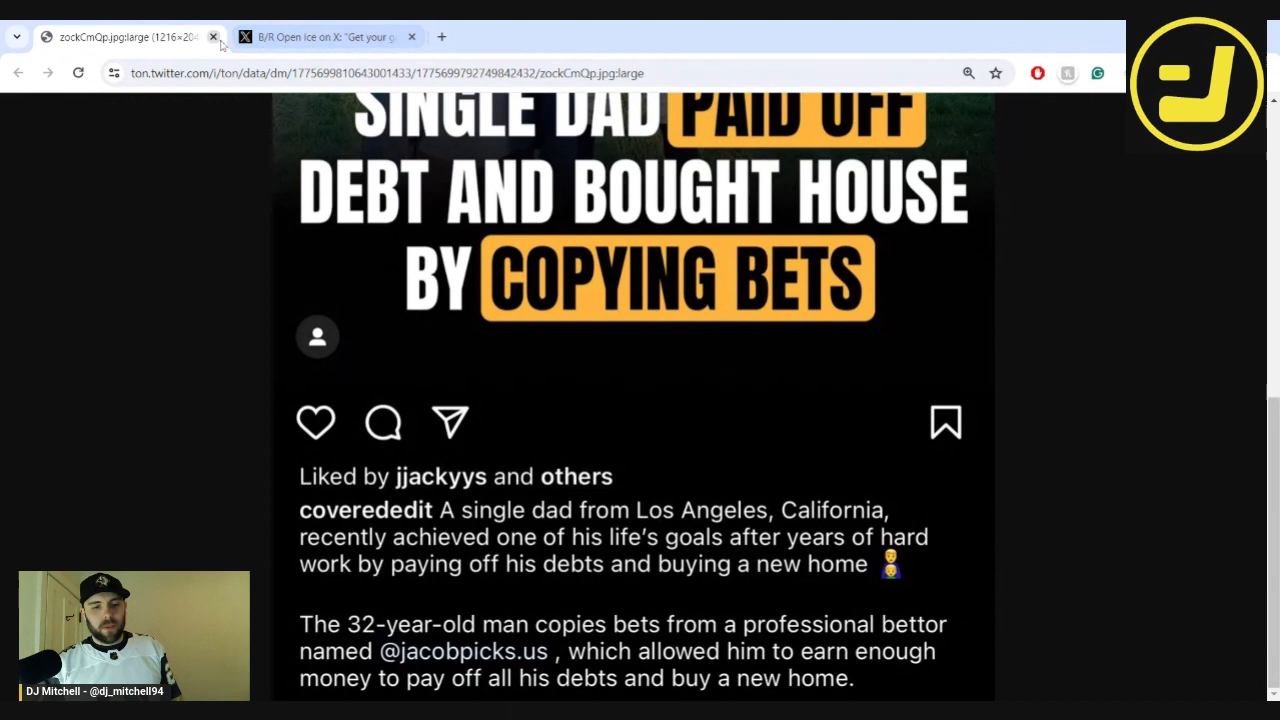 zockCmQp.jpg:large (1216×204
B/R Open Ice on X: "Get your g
ton.twitter.com/i/ton/data/dm/1775699810643001433/1775699792749842432/zockCmQp.jpg:large
SINGLE DAD PAID OFF
DEBT AND BOUGHT HOUSE
BY COPYING BETS
Liked by jjackyys and others
coverededit A single dad from Los Angeles, California,
recently achieved one of his life's goals after years of hard
work by paying off his debts and buying a new home
The 32-year-old man copies bets from a professional bettor
named @jacobpicks.us , which allowed him to earn enough
money to pay off all his debts and buy a new home.
DJ Mitchell - @dj_mitchell94